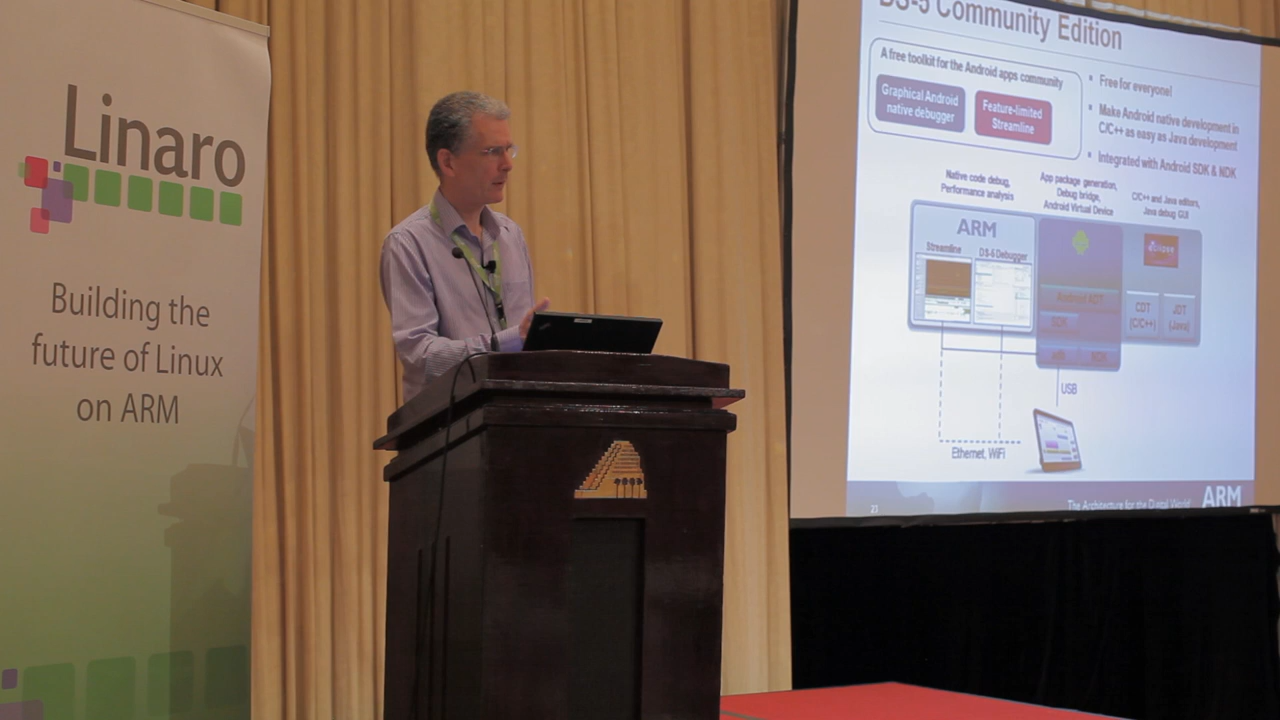 Linaro
Building the
future of Linux
on ARM
DS-5 Community Edition
A free toolkit for the Android apps community
Graphical Android
native debugger
Feature-limited
Streamline
Free for everyone!
Make Android native development in
C/C++ as easy as Java development
Integrated with Android SDK & NDK
Native code debug,
Performance analysis
App package generation,
Debug bridge,
Android Virtual Device
C/C++ and Java editors,
Java debug GUI
ARM
Streamline
DS-5 Debugger
Android ADT
SDK
NDK
CDT
(C/C++)
JDT
(Java)
USB
Ethernet, WiFi
23
The Architecture for the Digital World
ARM